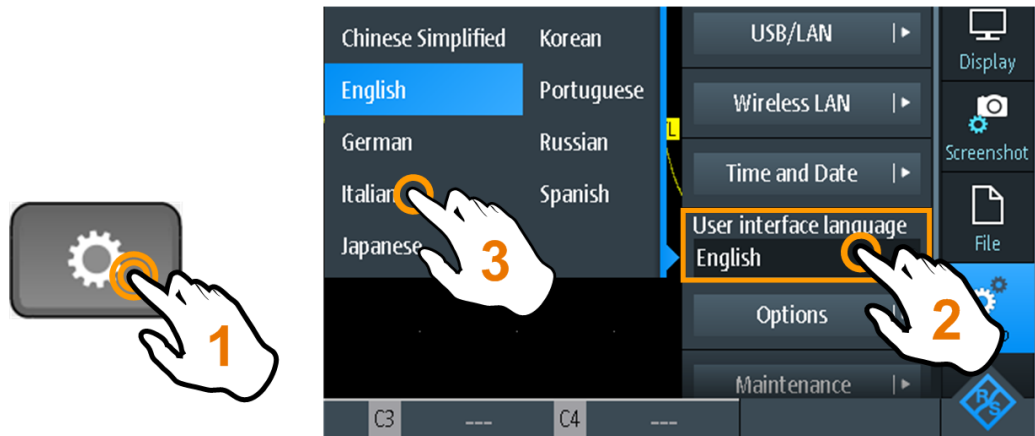 1
Chinese Simplified
English
German
Italian
Japanese
Korean
Portuguese
Russian
Spanish
3
USB/LAN
Wireless LAN
Time and Date
User interface language
English
Options
Maintenance
2
Display
Screenshot
File
R&S
C3 --- C4 ---